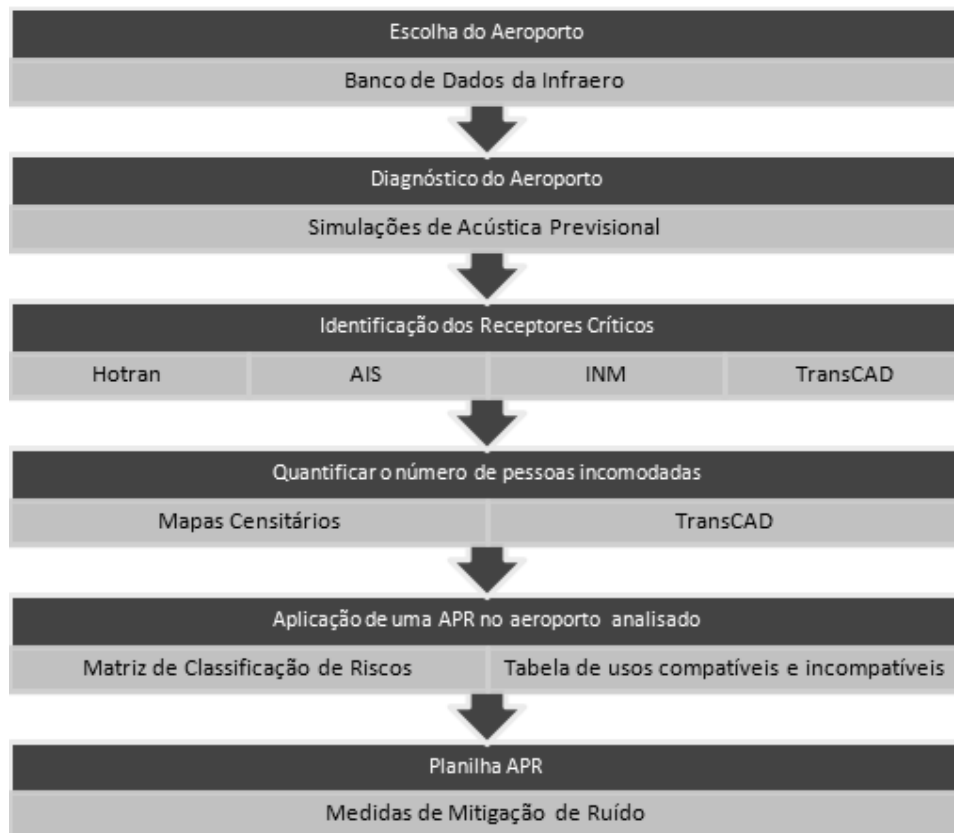 Escolha do Aeroporto
Banco de Dados da Infraero
Diagnóstico do Aeroporto
Simulações de Acústica Previsional
Identificação dos Receptores Críticos
Hotran AIS INM TransCAD
Quantificar o número de pessoas incomodadas
Mapas Censitários TransCAD
Aplicação de uma APR no aeroporto analisado
Matriz de Classificação de Riscos Tabela de usos compatíveis e incompatíveis
Planilha APR
Medidas de Mitigação de Ruído